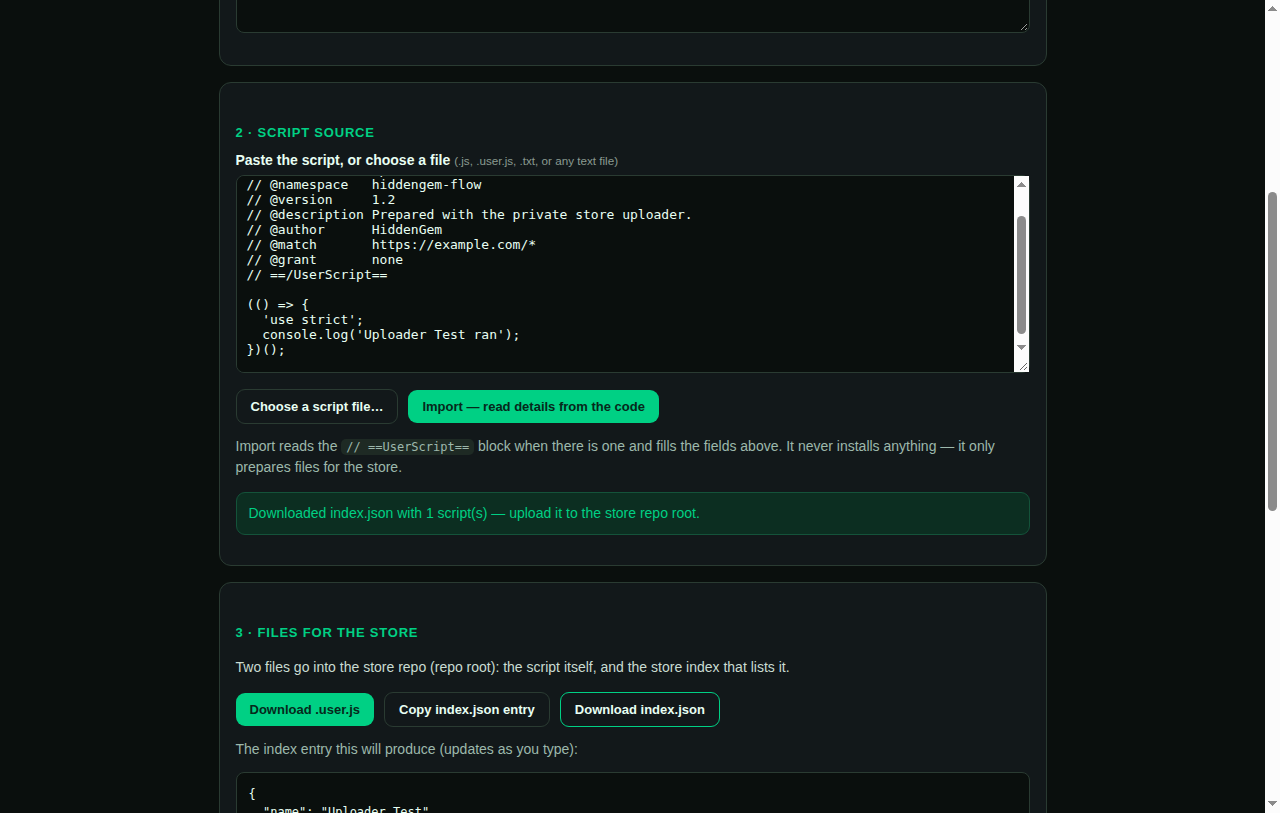 2 · SCRIPT SOURCE
Paste the script, or choose a file (.js, .user.js, .txt, or any text file)
// @namespace   hiddengem-flow
// @version     1.2
// @description Prepared with the private store uploader.
// @author      HiddenGem
// @match       https://example.com/*
// @grant       none
// ==/UserScript==
(() => {
  'use strict';
  console.log('Uploader Test ran');
})();
Choose a script file… Import — read details from the code
Import reads the // ==UserScript== block when there is one and fills the fields above. It never installs anything — it only
prepares files for the store.
Downloaded index.json with 1 script(s) — upload it to the store repo root.
3 · FILES FOR THE STORE
Two files go into the store repo (repo root): the script itself, and the store index that lists it.
Download .user.js Copy index.json entry Download index.json
The index entry this will produce (updates as you type):
{
  "name": "Uploader Test"